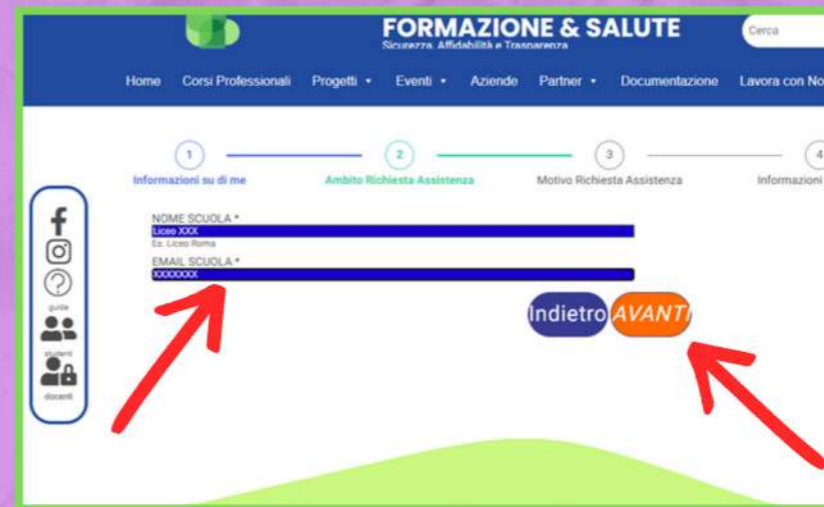 FORMAZIONE & SALUTE
Sicurezza, Affidabilità e Trasparenza
Cerca
Home Corsi Professionali Progetti Eventi Aziende Partner Documentazione Lavora con No
1 2 3 4
Informazioni su di me Ambito Richiesta Assistenza Motivo Richiesta Assistenza Informazioni
NOME SCUOLA *
Liceo XXX
Es. Liceo Roma
EMAIL SCUOLA *
XXXXXXX
Indietro AVANTI
guide
studenti
docenti